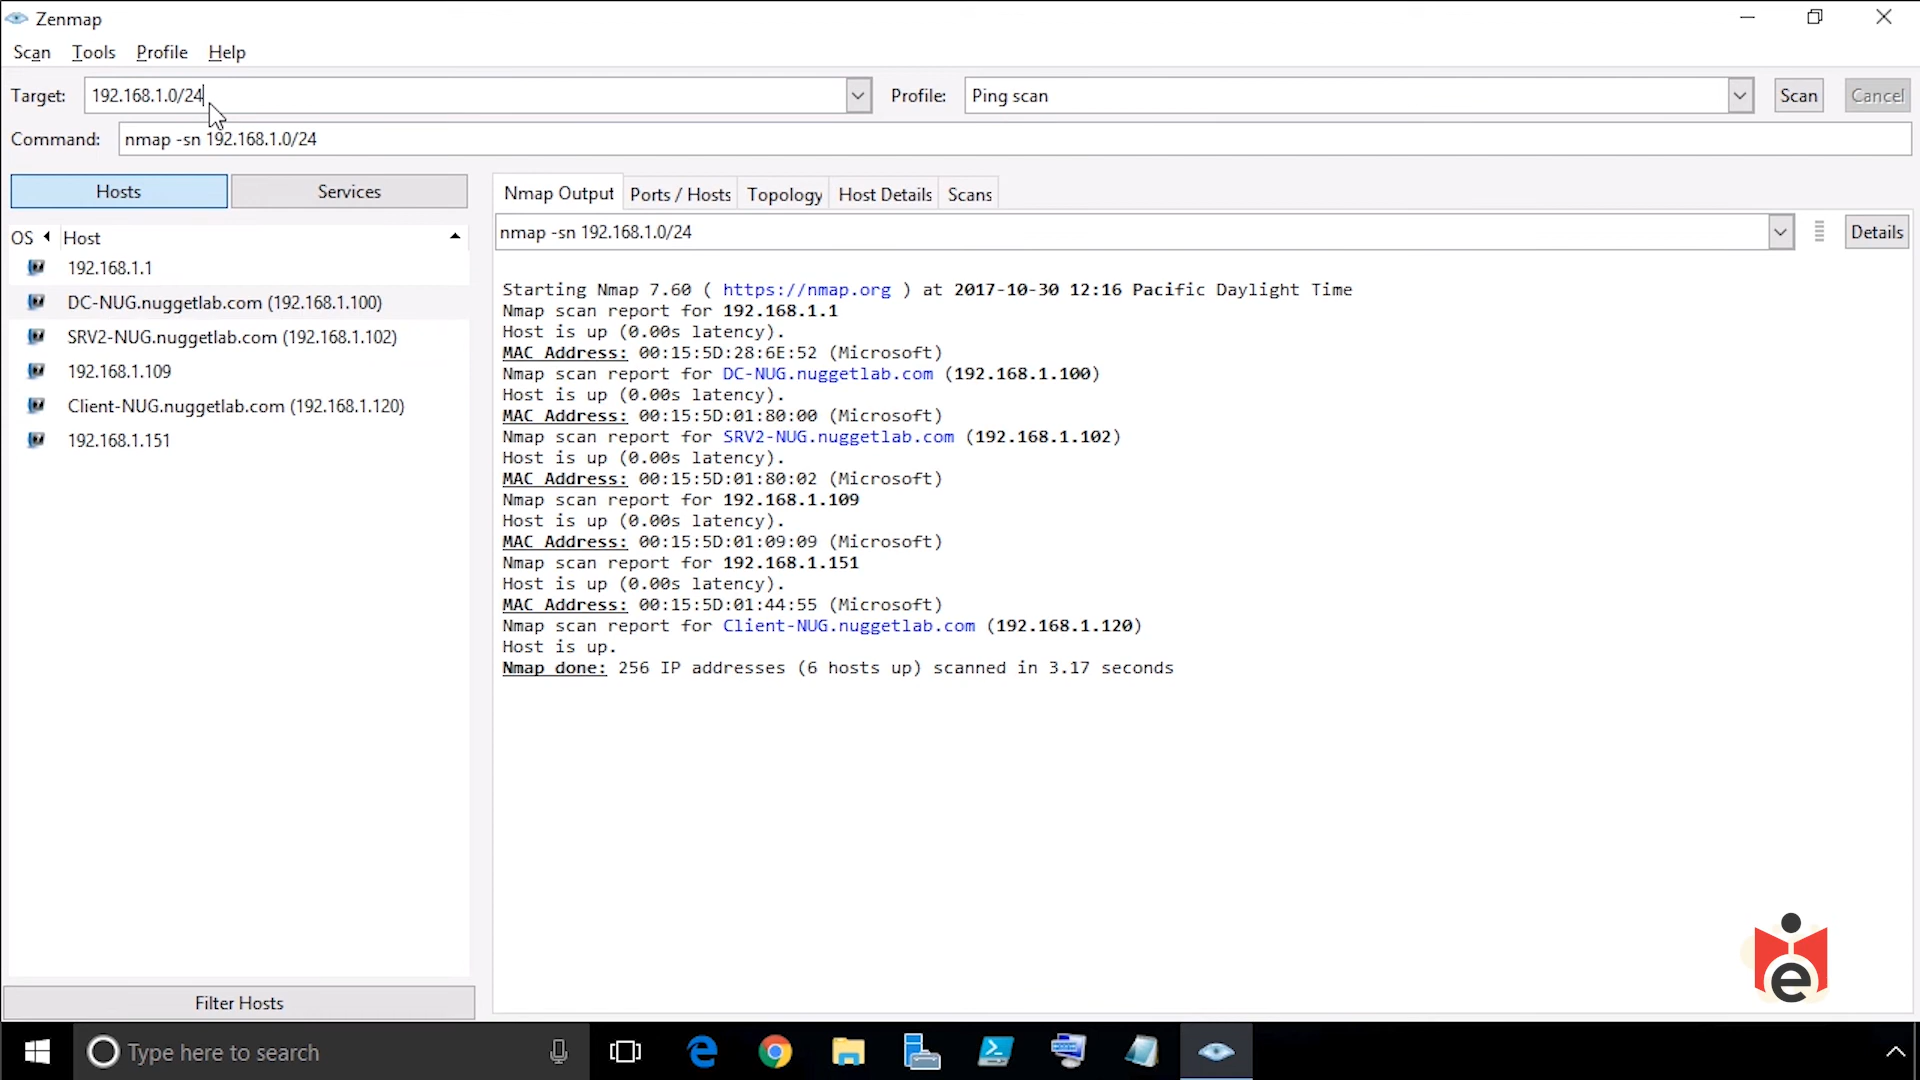 Zenmap
Scan Tools Profile Help
Target: 192.168.1.0/24 Profile: Ping scan Scan Cancel
Command: nmap -sn 192.168.1.0/24
Hosts Services
OS Host
192.168.1.1
DC-NUG.nuggetlab.com (192.168.1.100)
SRV2-NUG.nuggetlab.com (192.168.1.102)
192.168.1.109
Client-NUG.nuggetlab.com (192.168.1.120)
192.168.1.151
Filter Hosts
Nmap Output Ports / Hosts Topology Host Details Scans
nmap -sn 192.168.1.0/24 Details
Starting Nmap 7.60 ( https://nmap.org ) at 2017-10-30 12:16 Pacific Daylight Time
Nmap scan report for 192.168.1.1
Host is up (0.00s latency).
MAC Address: 00:15:5D:28:6E:52 (Microsoft)
Nmap scan report for DC-NUG.nuggetlab.com (192.168.1.100)
Host is up (0.00s latency).
MAC Address: 00:15:5D:01:80:00 (Microsoft)
Nmap scan report for SRV2-NUG.nuggetlab.com (192.168.1.102)
Host is up (0.00s latency).
MAC Address: 00:15:5D:01:80:02 (Microsoft)
Nmap scan report for 192.168.1.109
Host is up (0.00s latency).
MAC Address: 00:15:5D:01:09:09 (Microsoft)
Nmap scan report for 192.168.1.151
Host is up (0.00s latency).
MAC Address: 00:15:5D:01:44:55 (Microsoft)
Nmap scan report for Client-NUG.nuggetlab.com (192.168.1.120)
Host is up.
Nmap done: 256 IP addresses (6 hosts up) scanned in 3.17 seconds
e
Type here to search